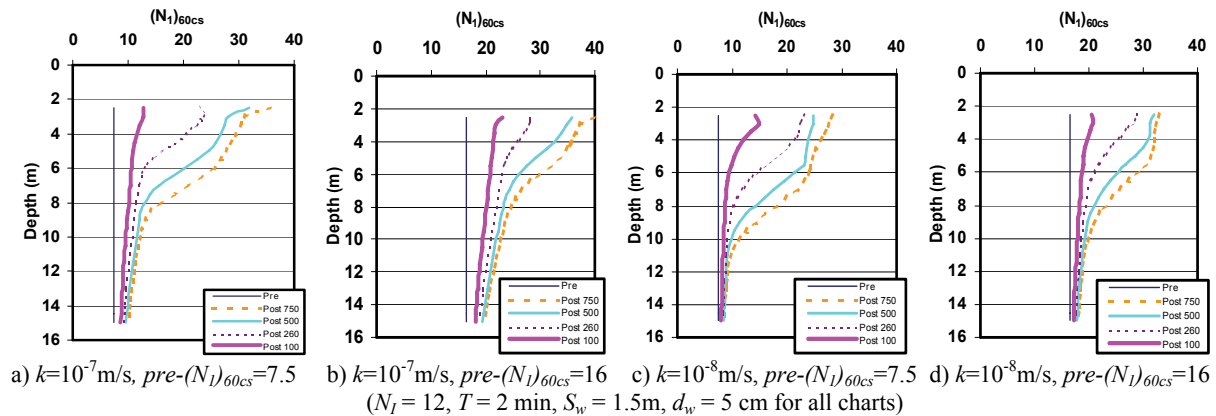 (N₁)₆₀cs
0 10 20 30 40
0
2
4
6
8
10
12
14
16
Depth (m)
Pre
Post 750
Post 500
Post 260
Post 100
(N₁)₆₀cs
0 10 20 30 40
0
2
4
6
8
10
12
14
16
Depth (m)
Pre
Post 750
Post 500
Post 260
Post 100
(N₁)₆₀cs
0 10 20 30 40
0
2
4
6
8
10
12
14
16
Depth (m)
Pre
Post 750
Post 500
Post 260
Post 100
(N₁)₆₀cs
0 10 20 30 40
0
2
4
6
8
10
12
14
16
Depth (m)
Pre
Post 750
Post 500
Post 260
Post 100
a) k=10⁻⁷m/s, pre-(N₁)₆₀cs=7.5
b) k=10⁻⁷m/s, pre-(N₁)₆₀cs=16
c) k=10⁻⁸m/s, pre-(N₁)₆₀cs=7.5
d) k=10⁻⁸m/s, pre-(N₁)₆₀cs=16
(N_I = 12, T = 2 min, S_w = 1.5m, d_w = 5 cm for all charts)